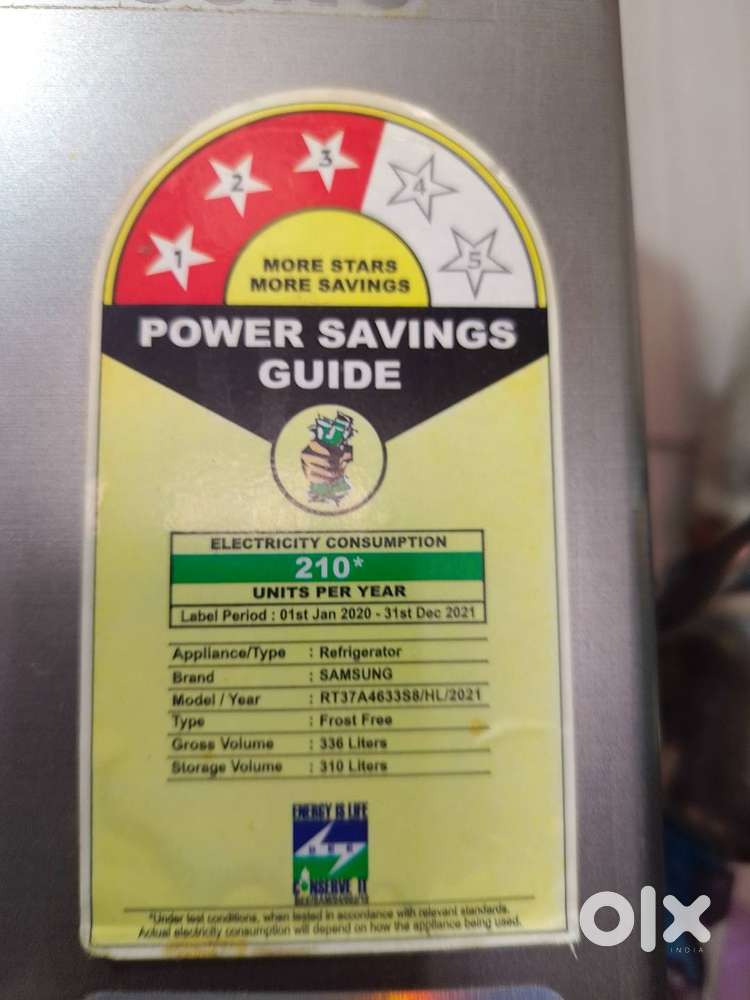 1
2
3
4
5
MORE STARS
MORE SAVINGS
POWER SAVINGS
GUIDE
ELECTRICITY CONSUMPTION
210*
UNITS PER YEAR
Label Period : 01st Jan 2020 - 31st Dec 2021
Appliance/Type : Refrigerator
Brand : SAMSUNG
Model / Year : RT37A4633S8/HL/2021
Type : Frost Free
Gross Volume : 336 Liters
Storage Volume : 310 Liters
ENERGY IS LIFE
BEE
CONSERVE IT
*Under test conditions, when tested in accordance with relevant standards.
Actual electricity consumption will depend on how the appliance being used.
olx
INDIA